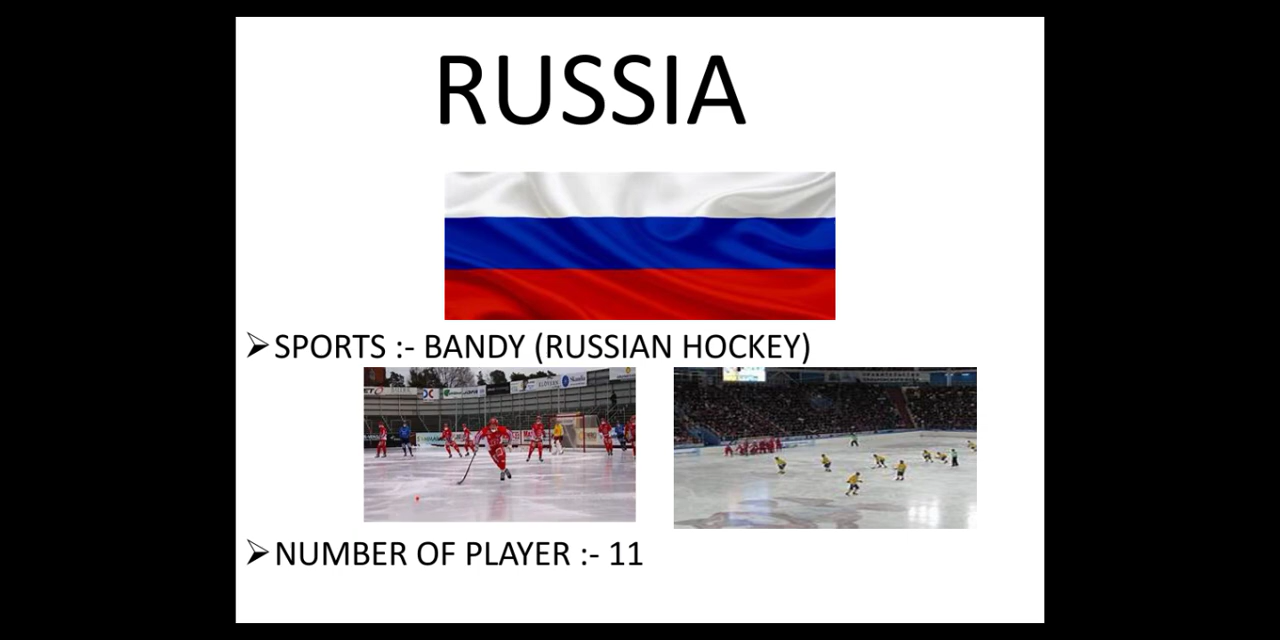 RUSSIA
SPORTS :- BANDY (RUSSIAN HOCKEY)
NUMBER OF PLAYER :- 11